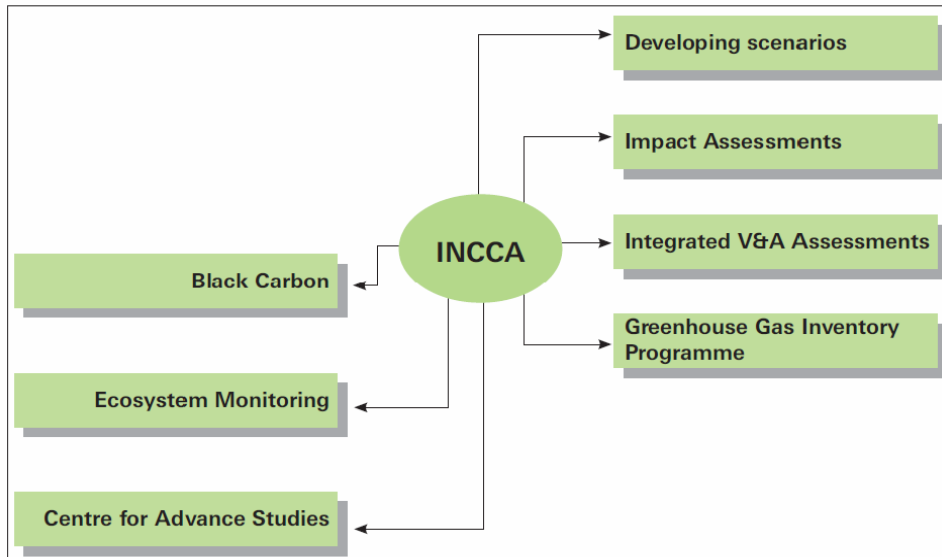 Developing scenarios
Impact Assessments
INCCA
Integrated V&A Assessments
Black Carbon
Greenhouse Gas Inventory
Programme
Ecosystem Monitoring
Centre for Advance Studies